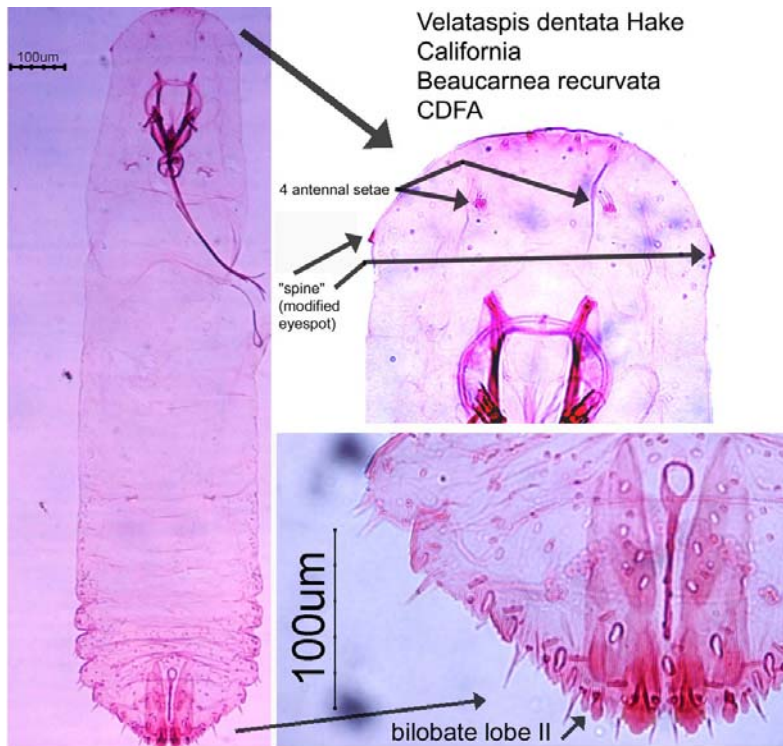 100um
Velataspis dentata Hake
California
Beaucarnea recurvata
CDFA
4 antennal setae
"spine"
(modified
eyespot)
100um
bilobate lobe II